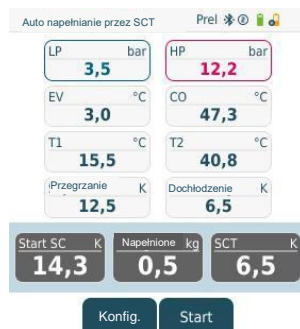 Auto napełnianie przez SCT Prel
LP bar HP bar
3,5 12,2
EV °C CO °C
3,0 47,3
T1 °C T2 °C
15,5 40,8
Przegrzanie K Dochłodzenie K
12,5 6,5
Start SC K Napełnione kg SCT K
14,3 0,5 6,5
Konfig. Start